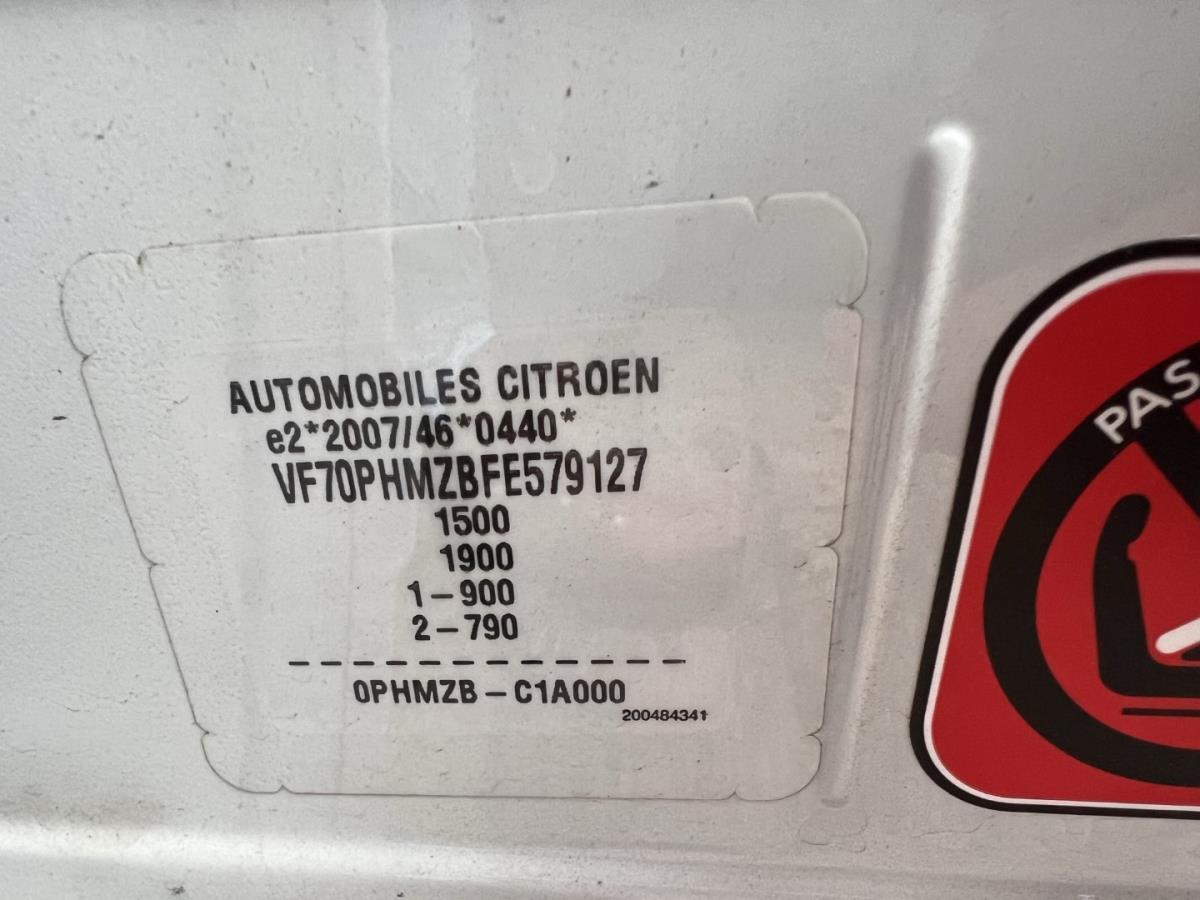 AUTOMOBILES CITROEN
e2*2007/46*0440*
VF70PHMZBFE579127
1500
1900
1-900
2-790
0PHMZB-C1A000
200484341
PAS